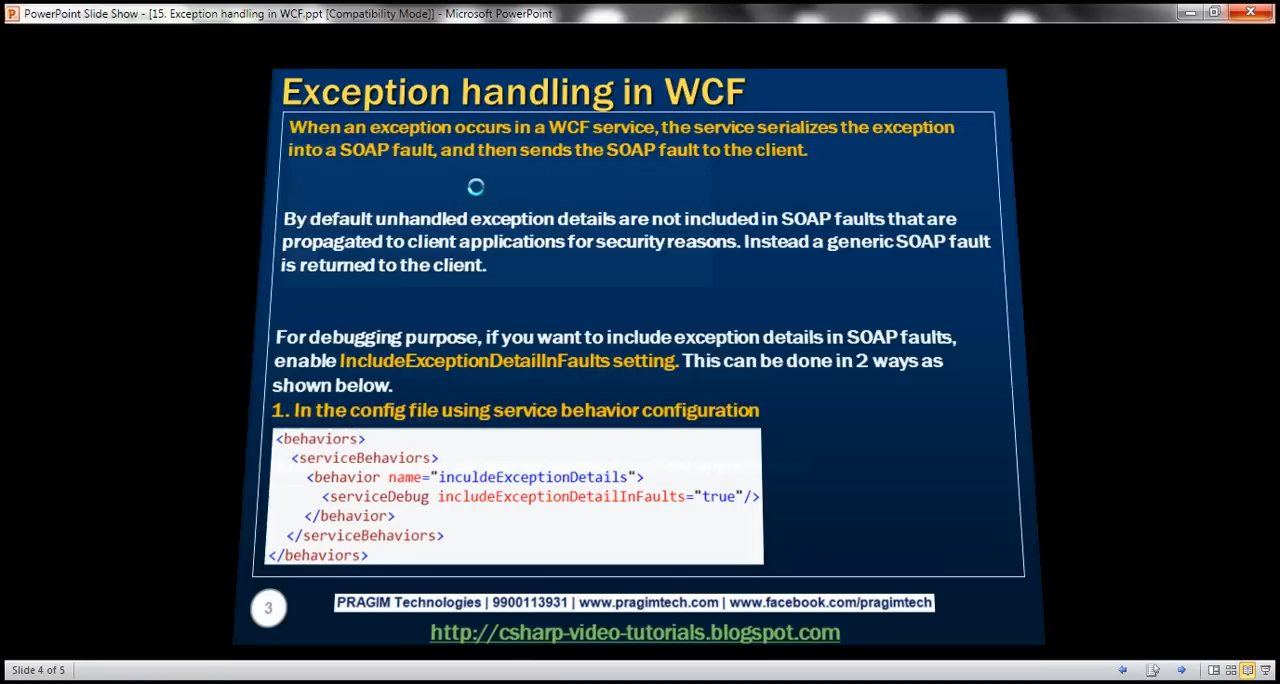 PowerPoint Slide Show - [15. Exception handling in WCF.ppt [Compatibility Mode]] - Microsoft PowerPoint
Exception handling in WCF
When an exception occurs in a WCF service, the service serializes the exception
into a SOAP fault, and then sends the SOAP fault to the client.
By default unhandled exception details are not included in SOAP faults that are
propagated to client applications for security reasons. Instead a generic SOAP fault
is returned to the client.
For debugging purpose, if you want to include exception details in SOAP faults,
enable IncludeExceptionDetailInFaults setting. This can be done in 2 ways as
shown below.
1. In the config file using service behavior configuration
<behaviors>
<serviceBehaviors>
<behavior name="inculdeExceptionDetails">
<serviceDebug includeExceptionDetailInFaults="true"/>
</behavior>
</serviceBehaviors>
</behaviors>
3
PRAGIM Technologies | 9900113931 | www.pragimtech.com | www.facebook.com/pragimtech
http://csharp-video-tutorials.blogspot.com
Slide 4 of 5